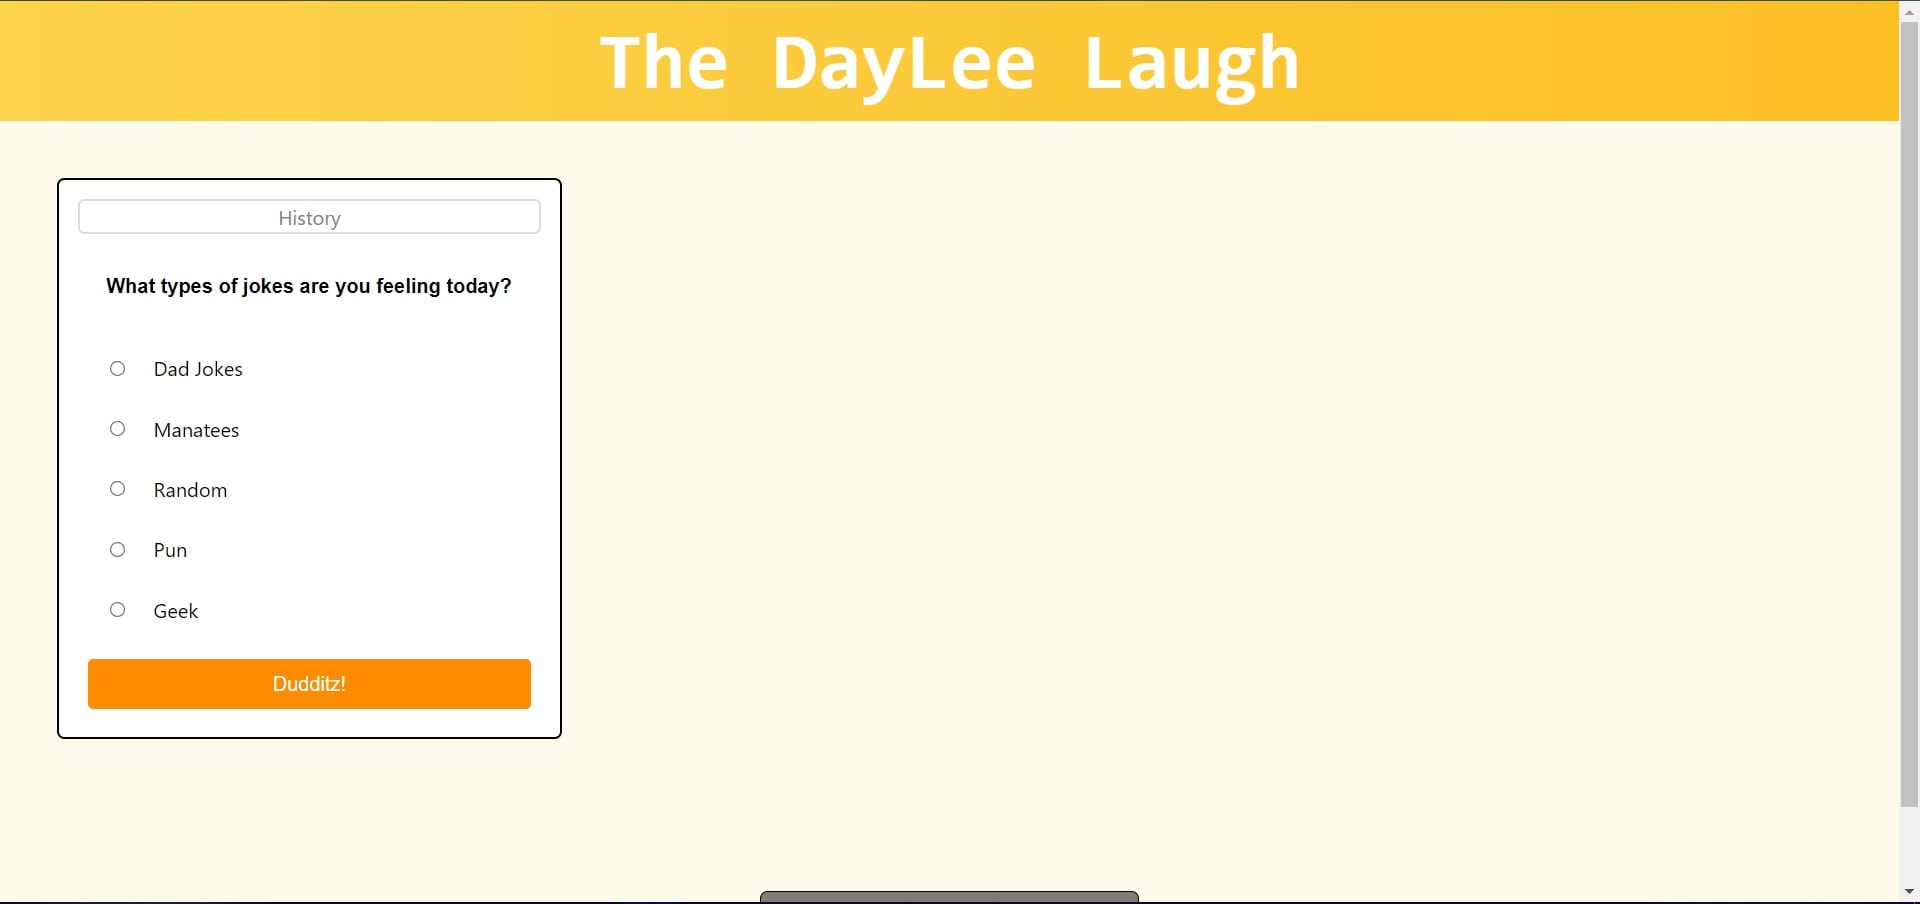 The DayLee Laugh
History
What types of jokes are you feeling today?
Dad Jokes
Manatees
Random
Pun
Geek
Dudditz!